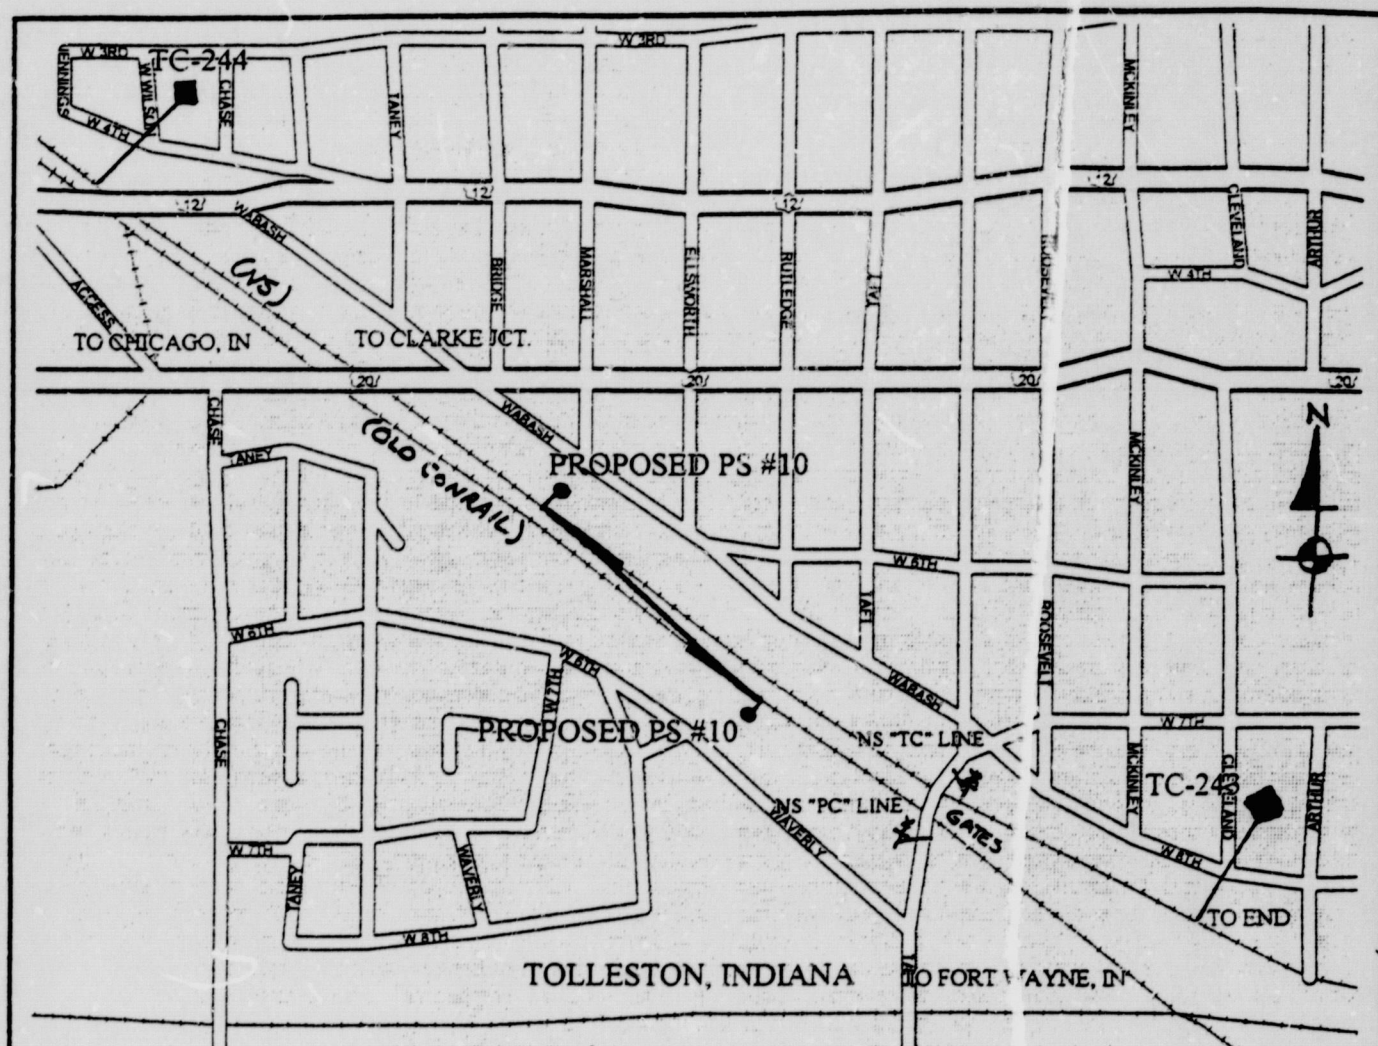 W 3RD
W 3RD
TC-244
JENNINGS
CHASE
TANEY
MCKINLEY
W 4TH
12
12
12
12
WABASH
CLEVELAND
ARTHUR
(NS)
BRIDGE
MARSHALL
ELLSWORTH
RUTLEDGE
TAFT
W 4TH
ACCESS
TO CHICAGO, IN
TO CLARKE JCT.
20
20
20
20
CHASE
WABASH
N
(OLD CONRAIL)
TANEY
MCKINLEY
PROPOSED PS #10
W 6TH
TAFT
ROOSEVELT
W 6TH
W 6TH
W 7TH
WABASH
W 7TH
CHASE
PROPOSED PS #10
NS "TC" LINE
MCKINLEY
CLEVELAND
ARTHUR
NS "PC" LINE
GATES
WAVERLY
W 8TH
W 7TH
TANEY
WAVERLY
TO END
W 8TH
TOLLESTON, INDIANA
TO FORT WAYNE, IN